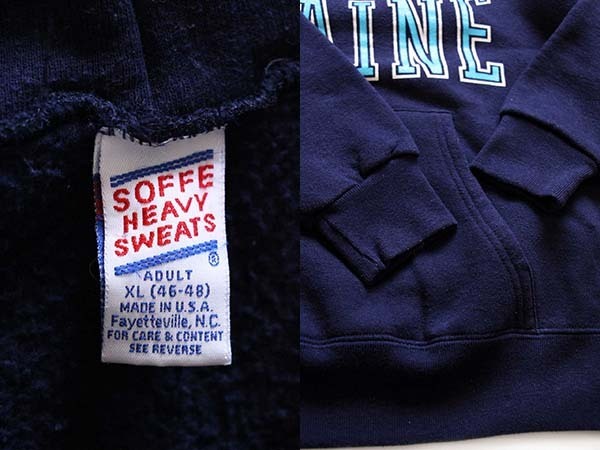 SOFFE
HEAVY
SWEATS
®
ADULT
XL (46-48)
MADE IN U.S.A.
Fayetteville, N.C.
FOR CARE & CONTENT
SEE REVERSE
AINE